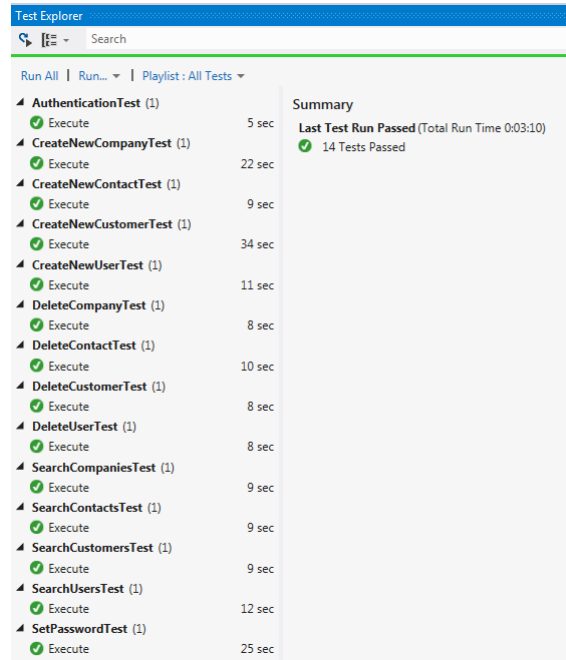 Test Explorer
Search
Run All | Run... | Playlist : All Tests
AuthenticationTest (1)
Execute 5 sec
CreateNewCompanyTest (1)
Execute 22 sec
CreateNewContactTest (1)
Execute 9 sec
CreateNewCustomerTest (1)
Execute 34 sec
CreateNewUserTest (1)
Execute 11 sec
DeleteCompanyTest (1)
Execute 8 sec
DeleteContactTest (1)
Execute 10 sec
DeleteCustomerTest (1)
Execute 8 sec
DeleteUserTest (1)
Execute 8 sec
SearchCompaniesTest (1)
Execute 9 sec
SearchContactsTest (1)
Execute 9 sec
SearchCustomersTest (1)
Execute 9 sec
SearchUsersTest (1)
Execute 12 sec
SetPasswordTest (1)
Execute 25 sec
Summary
Last Test Run Passed (Total Run Time 0:03:10)
14 Tests Passed